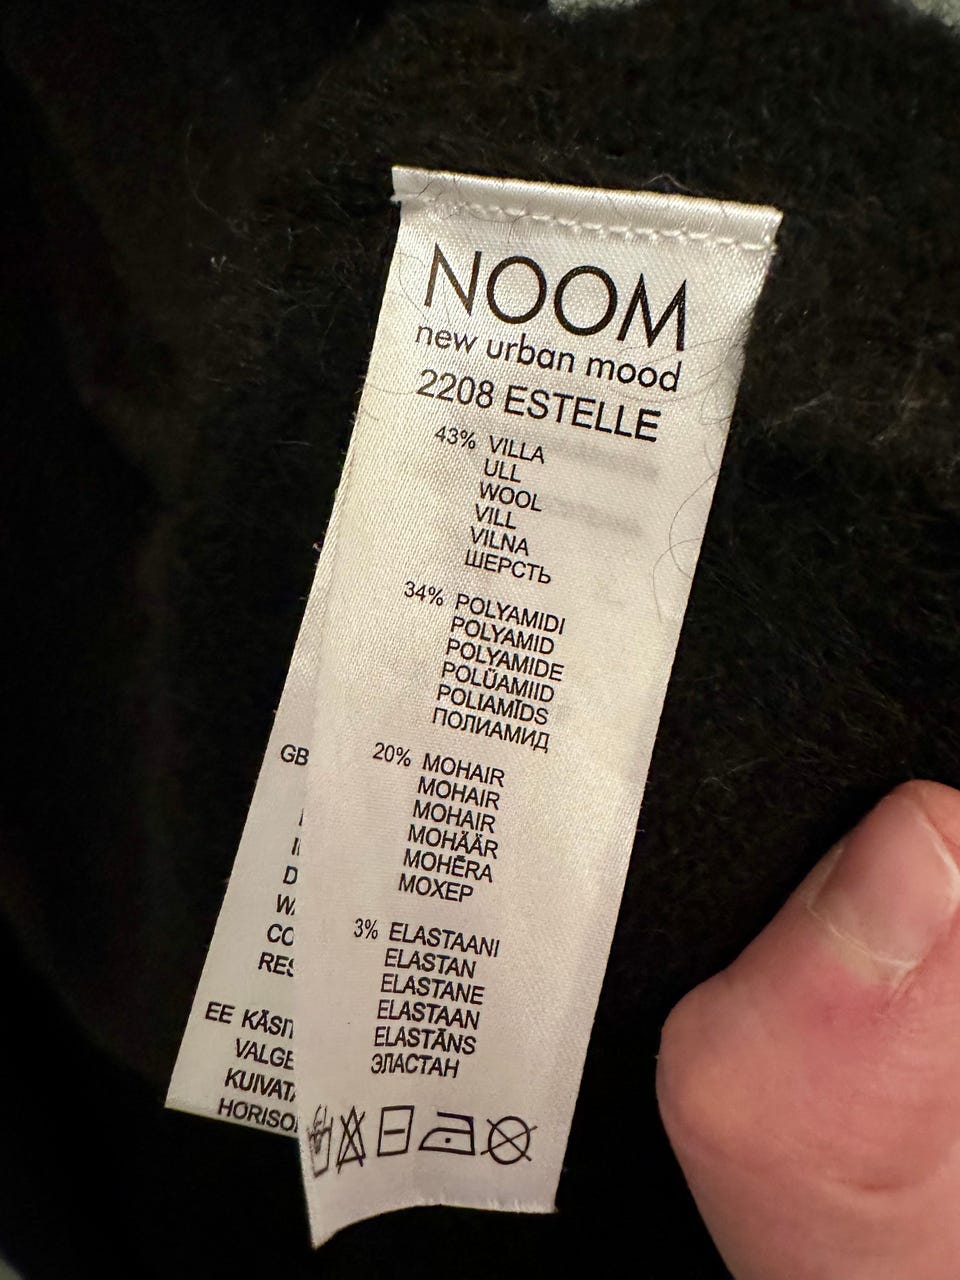 NOOM
new urban mood
2208 ESTELLE
43% VILLA
ULL
WOOL
VILL
VILNA
ШЕРСТЬ
34% POLYAMIDI
POLYAMID
POLYAMIDE
POLÜAMIID
POLIAMĪDS
ПОЛИАМИД
20% MOHAIR
MOHAIR
MOHAIR
MOHÄÄR
MOHĒRA
МОХЕР
3% ELASTAANI
ELASTAN
ELASTANE
ELASTAAN
ELASTĀNS
ЭЛАСТАН
GB
EE